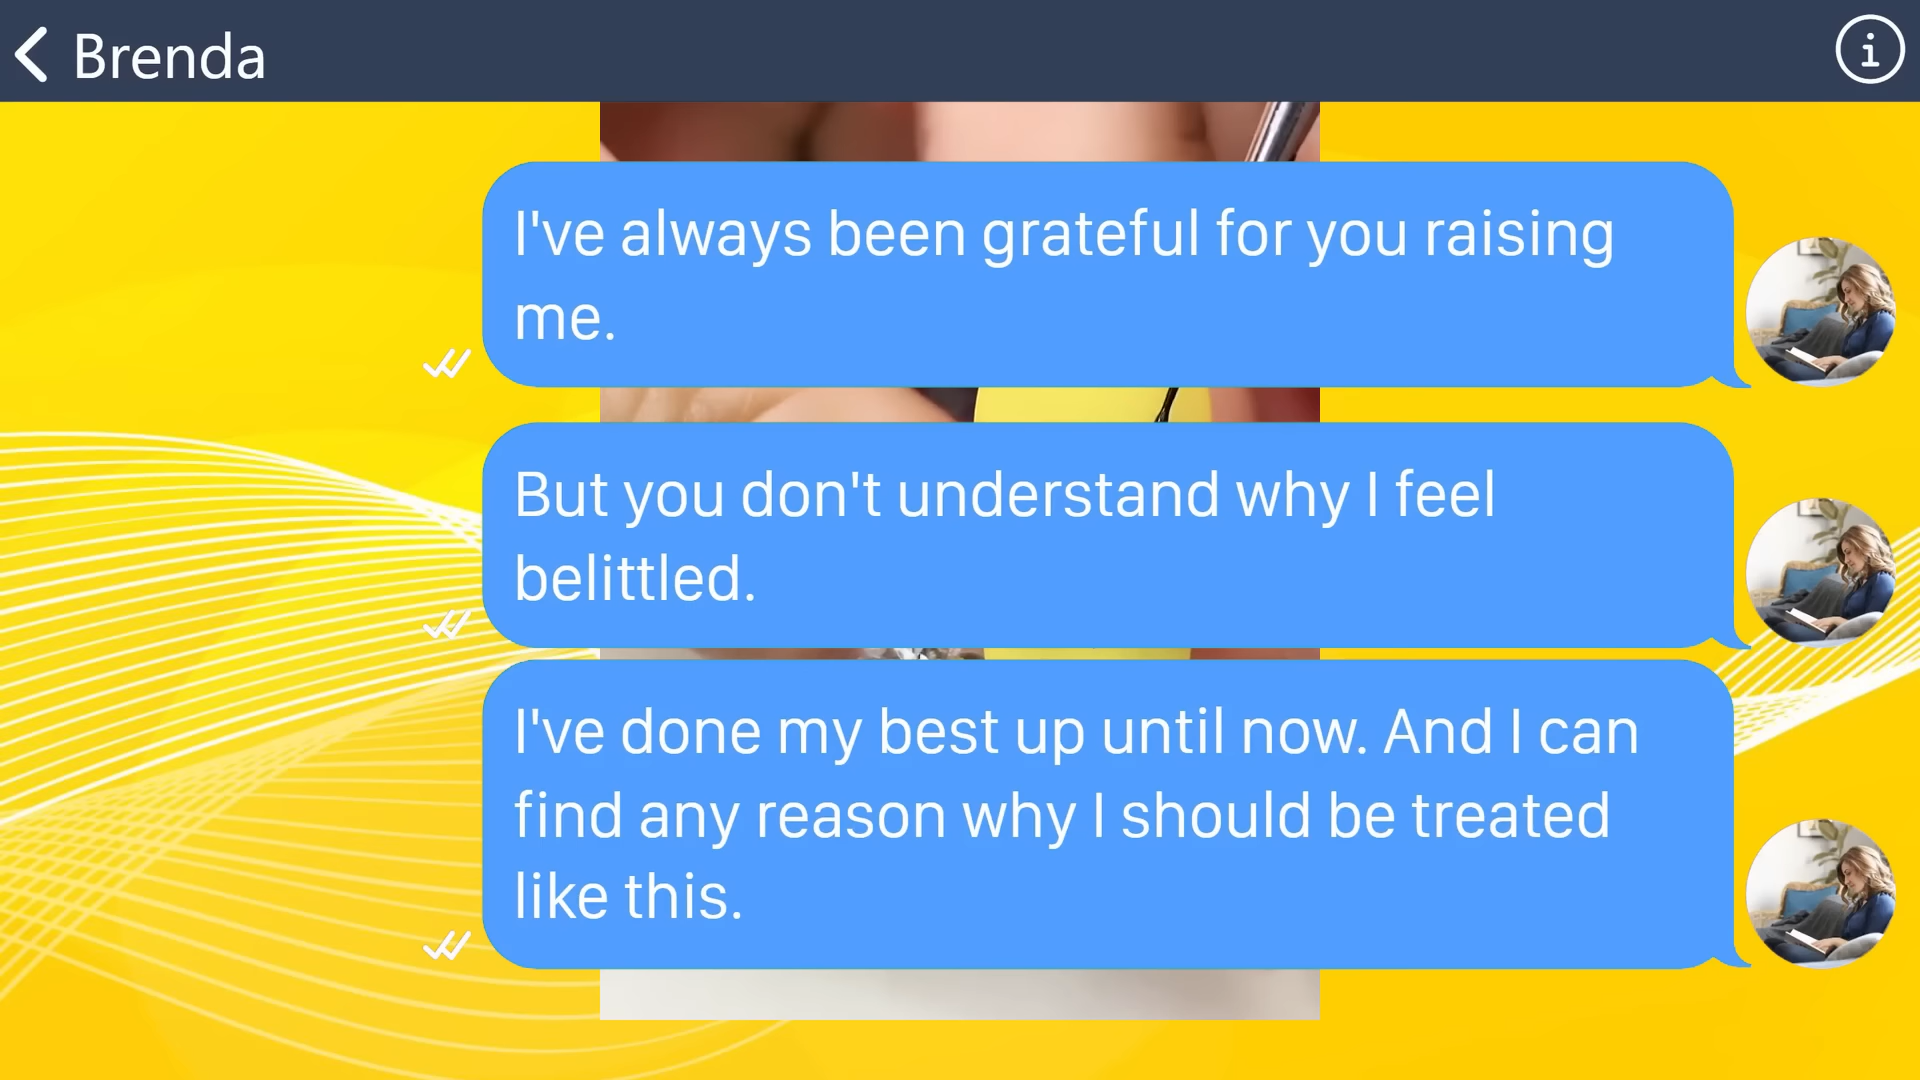 Brenda
I've always been grateful for you raising
me.
But you don't understand why I feel
belittled.
I've done my best up until now. And I can
find any reason why I should be treated
like this.